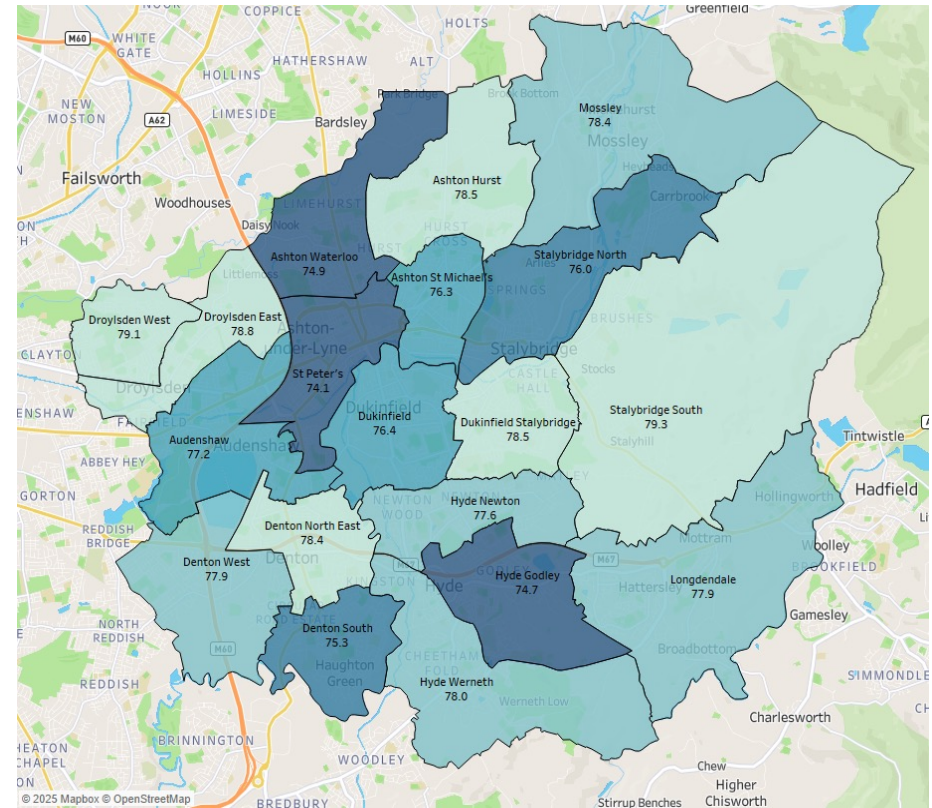 Greenfield
COPPICE
HOLTS
M60
WHITE
GATE
HATHERSHAW
ALT
HOLLINS
NEW
MOSTON
LIMESIDE
Park Bridge
Brook Bottom
A62
Bardsley
Mossley
78.4
Mossley
Failsworth
Heyheads
Ashton Hurst
78.5
Carrbrook
Woodhouses
LIMEHURST
Daisy Nook
HURST
CROSS
HURST
Ashton Waterloo
74.9
Stalybridge North
76.0
Littlemoss
Ashton St Michael's
76.3
SPRINGS
Droylsden West
79.1
Droylsden East
78.8
BRUSHES
Ashton-
under-Lyne
Stalybridge
CLAYTON
St Peter's
74.1
CASTLE
HALL
Stocks
Droylsden
Dukinfield
Dukinfield
76.4
Stalybridge South
79.3
Dukinfield Stalybridge
78.5
Audenshaw
77.2
Audenshaw
Stalyhill
Tintwistle
ABBEY HEY
GORTON
Hadfield
Hollingworth
NEWTON
WOOD
Hyde Newton
77.6
REDDISH
BRIDGE
Denton North East
78.4
Denton
Mottram
Woolley
BROOKFIELD
Denton West
77.9
M67
M67
GODLEY
Hyde Godley
74.7
Hyde
KINGSTON
Hattersley
Longdendale
77.9
Gamesley
NORTH
REDDISH
Denton South
75.3
Haughton
Green
M60
Broadbottom
CHEETHAM
FOLD
REDDISH
Hyde Werneth
78.0
Werneth Low
Charlesworth
BRINNINGTON
WOODLEY
HEATON
CHAPEL
Chew
Higher
Chisworth
© 2025 Mapbox © OpenStreetMap
BREDBURY
Stirrup Benches